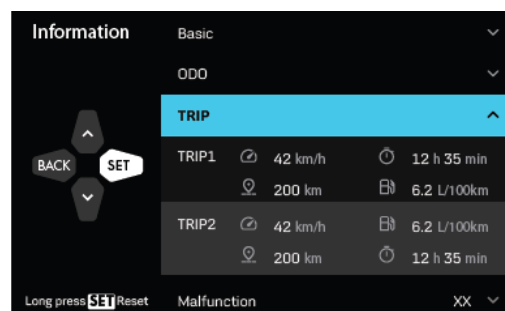 Information
Basic
ODO
TRIP
BACK
SET
TRIP1 42 km/h 12 h 35 min
200 km 6.2 L/100km
TRIP2 42 km/h 6.2 L/100km
200 km 12 h 35 min
Long press SET Reset
Malfunction XX